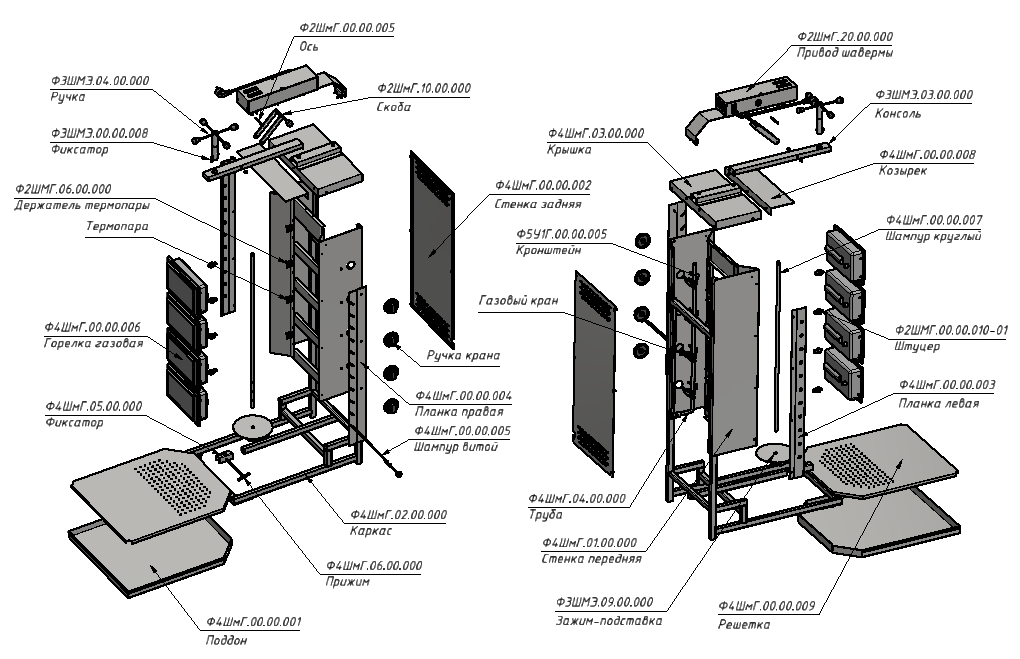 Ф2ШмГ.00.00.005
Ось
Ф3ШМЭ.04.00.000
Ручка
Ф2ШмГ.10.00.000
Скоба
Ф3ШМЭ.00.00.008
Фиксатор
Ф2ШМГ.06.00.000
Держатель термопары
Ф4ШмГ.00.00.002
Стенка задняя
Термопара
Ф4ШмГ.00.00.006
Горелка газовая
Ручка крана
Ф4ШмГ.00.00.004
Планка правая
Ф4ШмГ.05.00.000
Фиксатор
Ф4ШмГ.00.00.005
Шампур витой
Ф4ШмГ.02.00.000
Каркас
Ф4ШмГ.06.00.000
Прижим
Ф4ШмГ.00.00.001
Поддон
Ф2ШмГ.20.00.000
Привод шавермы
Ф3ШМЭ.03.00.000
Консоль
Ф4ШмГ.03.00.000
Крышка
Ф4ШмГ.00.00.008
Козырек
Ф4ШмГ.00.00.007
Шампур круглый
Ф5У1Г.00.00.005
Кронштейн
Газовый кран
Ф2ШМГ.00.00.010-01
Штуцер
Ф4ШмГ.00.00.003
Планка левая
Ф4ШмГ.04.00.000
Труба
Ф4ШмГ.01.00.000
Стенка передняя
Ф3ШМЭ.09.00.000
Зажим-подставка
Ф4ШмГ.00.00.009
Решетка